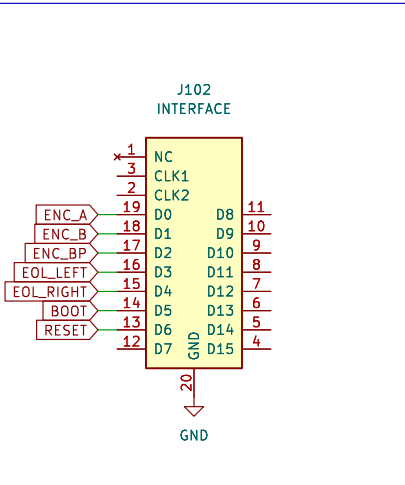 J102
INTERFACE
1 NC
3 CLK1
2 CLK2
ENC_A 19 D0 D8 11
ENC_B 18 D1 D9 10
ENC_BP 17 D2 D10 9
EOL_LEFT 16 D3 D11 8
EOL_RIGHT 15 D4 D12 7
BOOT 14 D5 D13 6
RESET 13 D6 D14 5
12 D7 D15 4
GND
20
GND